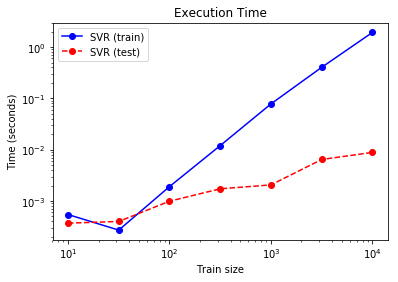 Execution Time
SVR (train)
SVR (test)
10⁰
10⁻¹
10⁻²
10⁻³
Time (seconds)
10¹
10²
10³
10⁴
Train size